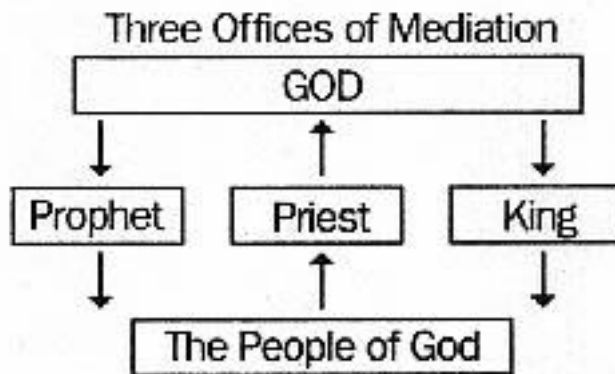 Three Offices of Mediation
GOD
Prophet Priest King
The People of God